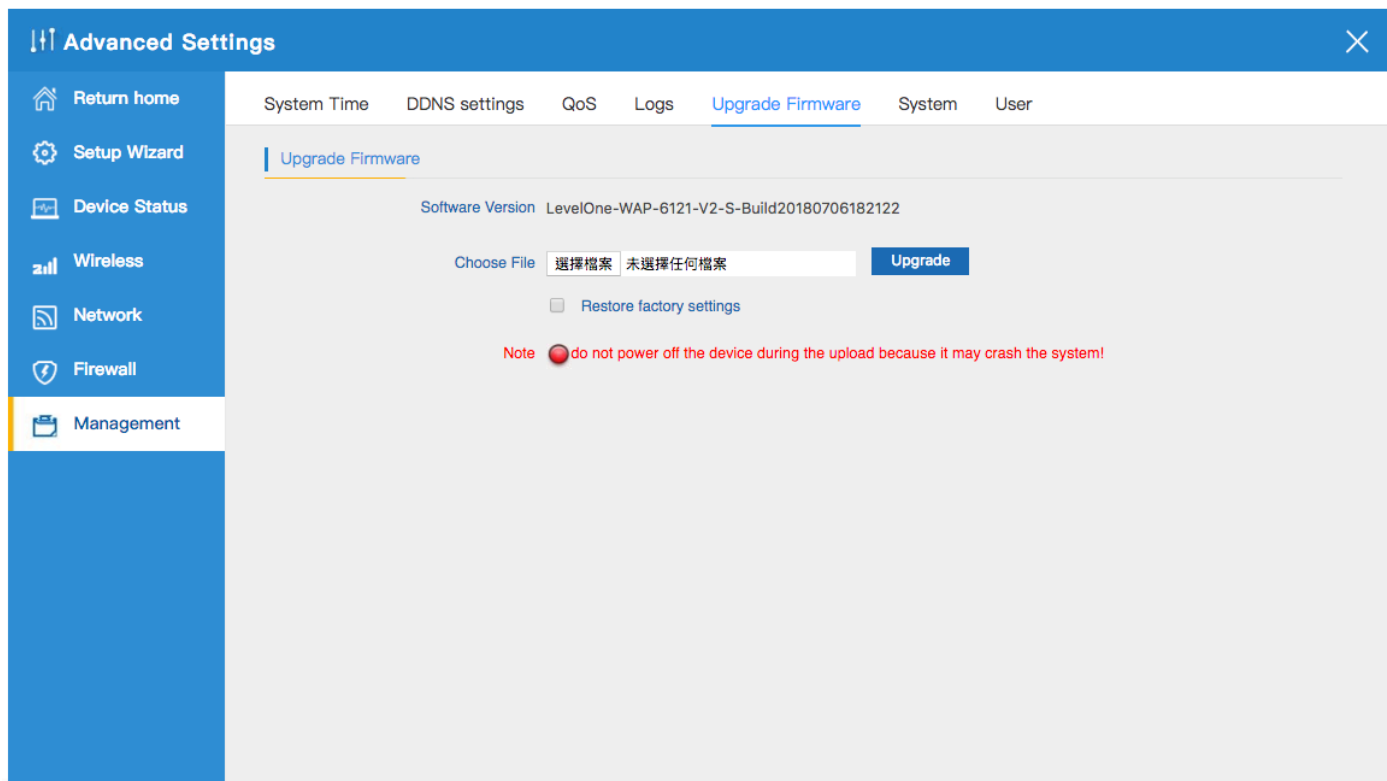 Advanced Settings
Return home
Setup Wizard
Device Status
Wireless
Network
Firewall
Management
System Time DDNS settings QoS Logs Upgrade Firmware System User
Upgrade Firmware
Software Version LevelOne-WAP-6121-V2-S-Build20180706182122
Choose File 選擇檔案 未選擇任何檔案 Upgrade
Restore factory settings
Note do not power off the device during the upload because it may crash the system!